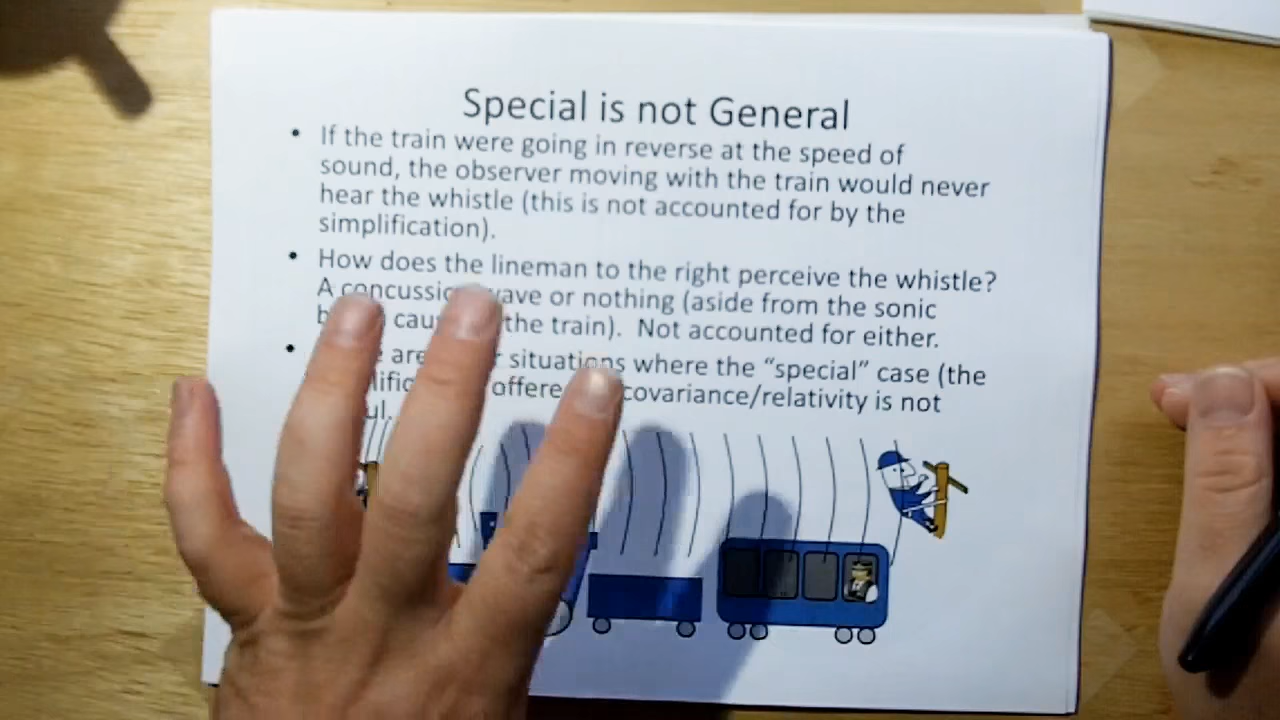 Special is not General
• If the train were going in reverse at the speed of
sound, the observer moving with the train would never
hear the whistle (this is not accounted for by the
simplification).
• How does the lineman to the right perceive the whistle?
A concussion wave or nothing (aside from the sonic
the train). Not accounted for either.
• are situations where the “special” case (the
covariance/relativity is not